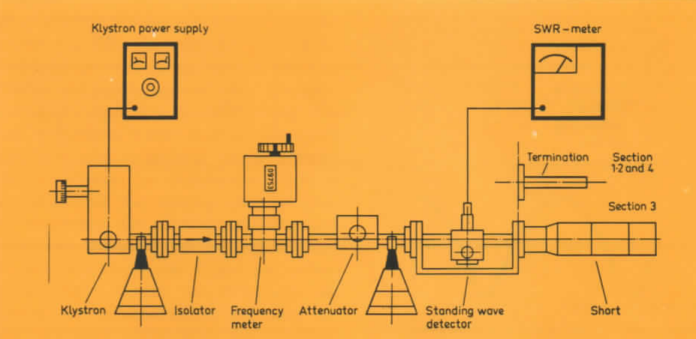 Klystron power supply
SWR-meter
09753
Termination
Section
1-2 and 4
Section 3
Klystron
Isolator
Frequency
meter
Attenuator
Standing wave
detector
Short